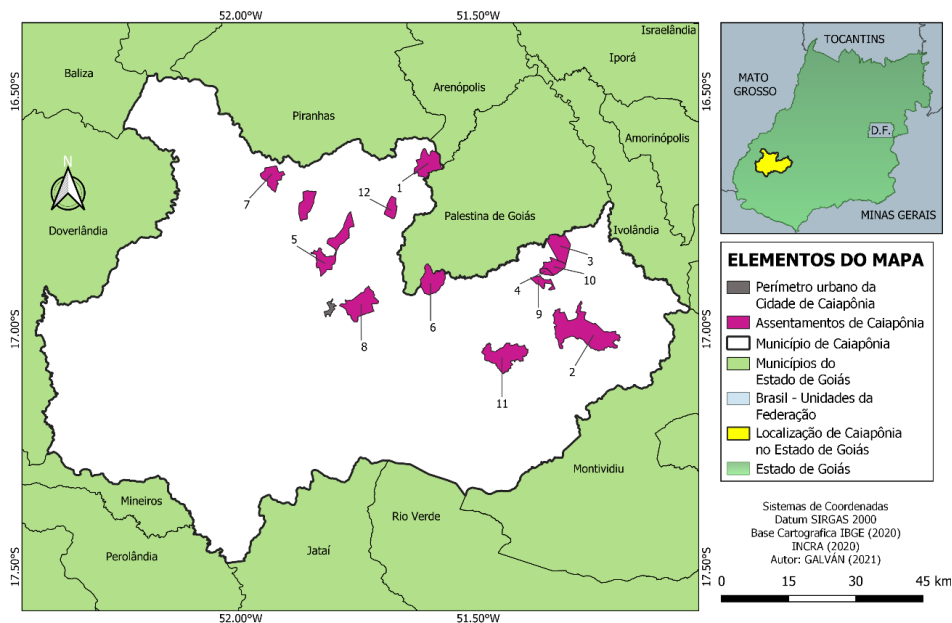 52.00°W
51.50°W
16.50°S
17.00°S
17.50°S
Israelândia
Iporá
Baliza
Arenópolis
Piranhas
Amorinópolis
N
1
7
12
Palestina de Goiás
Doverlândia
Ivolândia
5
3
10
4
9
6
8
2
11
Montividiu
Mineiros
Rio Verde
Perolândia
Jataí
52.00°W
51.50°W
16.50°S
17.00°S
17.50°S
TOCANTINS
MATO
GROSSO
D.F.
MINAS GERAIS
ELEMENTOS DO MAPA
Perímetro urbano da
Cidade de Caiapônia
Assentamentos de Caiapônia
Município de Caiapônia
Municípios do
Estado de Goiás
Brasil - Unidades da
Federação
Localização de Caiapônia
no Estado de Goiás
Estado de Goiás
Sistemas de Coordenadas
Datum SIRGAS 2000
Base Cartografica IBGE (2020)
INCRA (2020)
Autor: GALVÁN (2021)
0 15 30 45 km